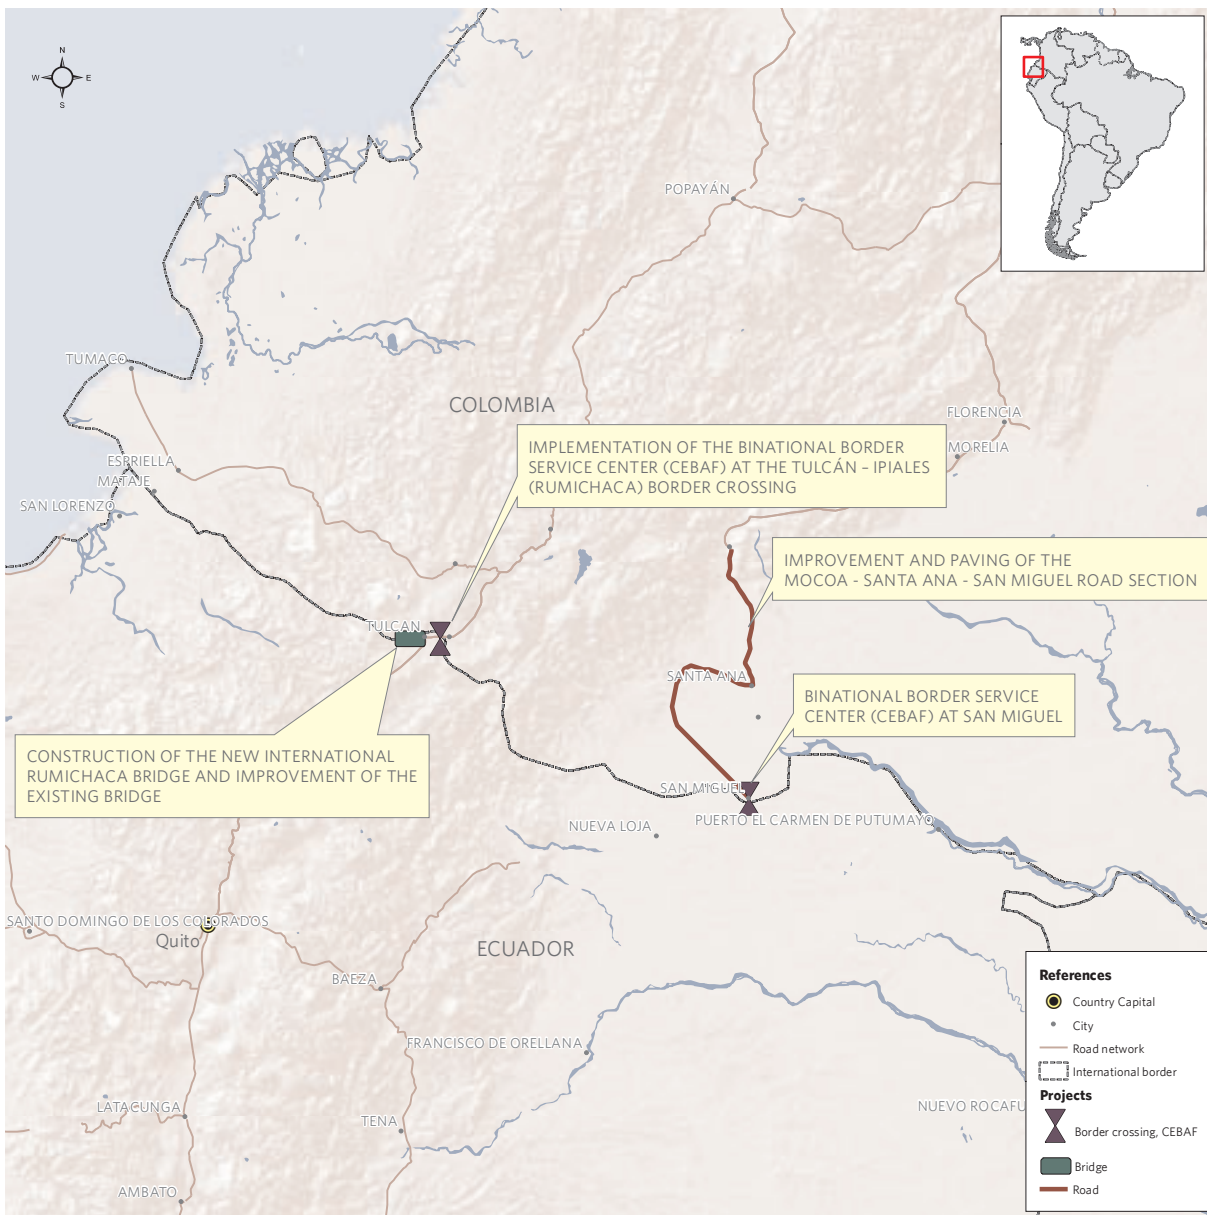 N
W
E
S
POPAYÁN
TUMACO
COLOMBIA
FLORENCIA
MORELIA
IMPLEMENTATION OF THE BINATIONAL BORDER
SERVICE CENTER (CEBAF) AT THE TULCÁN – IPIALES
(RUMICHACA) BORDER CROSSING
ESPRIELLA
MATAJE
SAN LORENZO
IMPROVEMENT AND PAVING OF THE
MOCOA - SANTA ANA - SAN MIGUEL ROAD SECTION
TULCAN
SANTA ANA
BINATIONAL BORDER SERVICE
CENTER (CEBAF) AT SAN MIGUEL
CONSTRUCTION OF THE NEW INTERNATIONAL
RUMICHACA BRIDGE AND IMPROVEMENT OF THE
EXISTING BRIDGE
SAN MIGUEL
NUEVA LOJA
PUERTO EL CARMEN DE PUTUMAYO
SANTO DOMINGO DE LOS COLORADOS
Quito
ECUADOR
BAEZA
FRANCISCO DE ORELLANA
LATACUNGA
TENA
NUEVO ROCAFU
AMBATO
References
Country Capital
City
Road network
International border
Projects
Border crossing, CEBAF
Bridge
Road